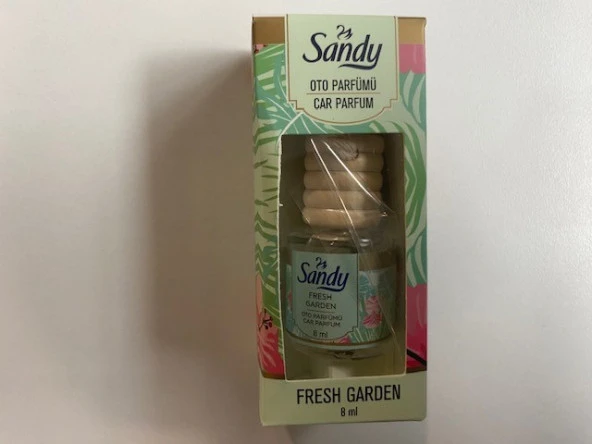 Sandy
OTO PARFÜMÜ
CAR PARFUM
Sandy
FRESH
GARDEN
OTO PARFÜMÜ
CAR PARFUM
8 ml
FRESH GARDEN
8 ml